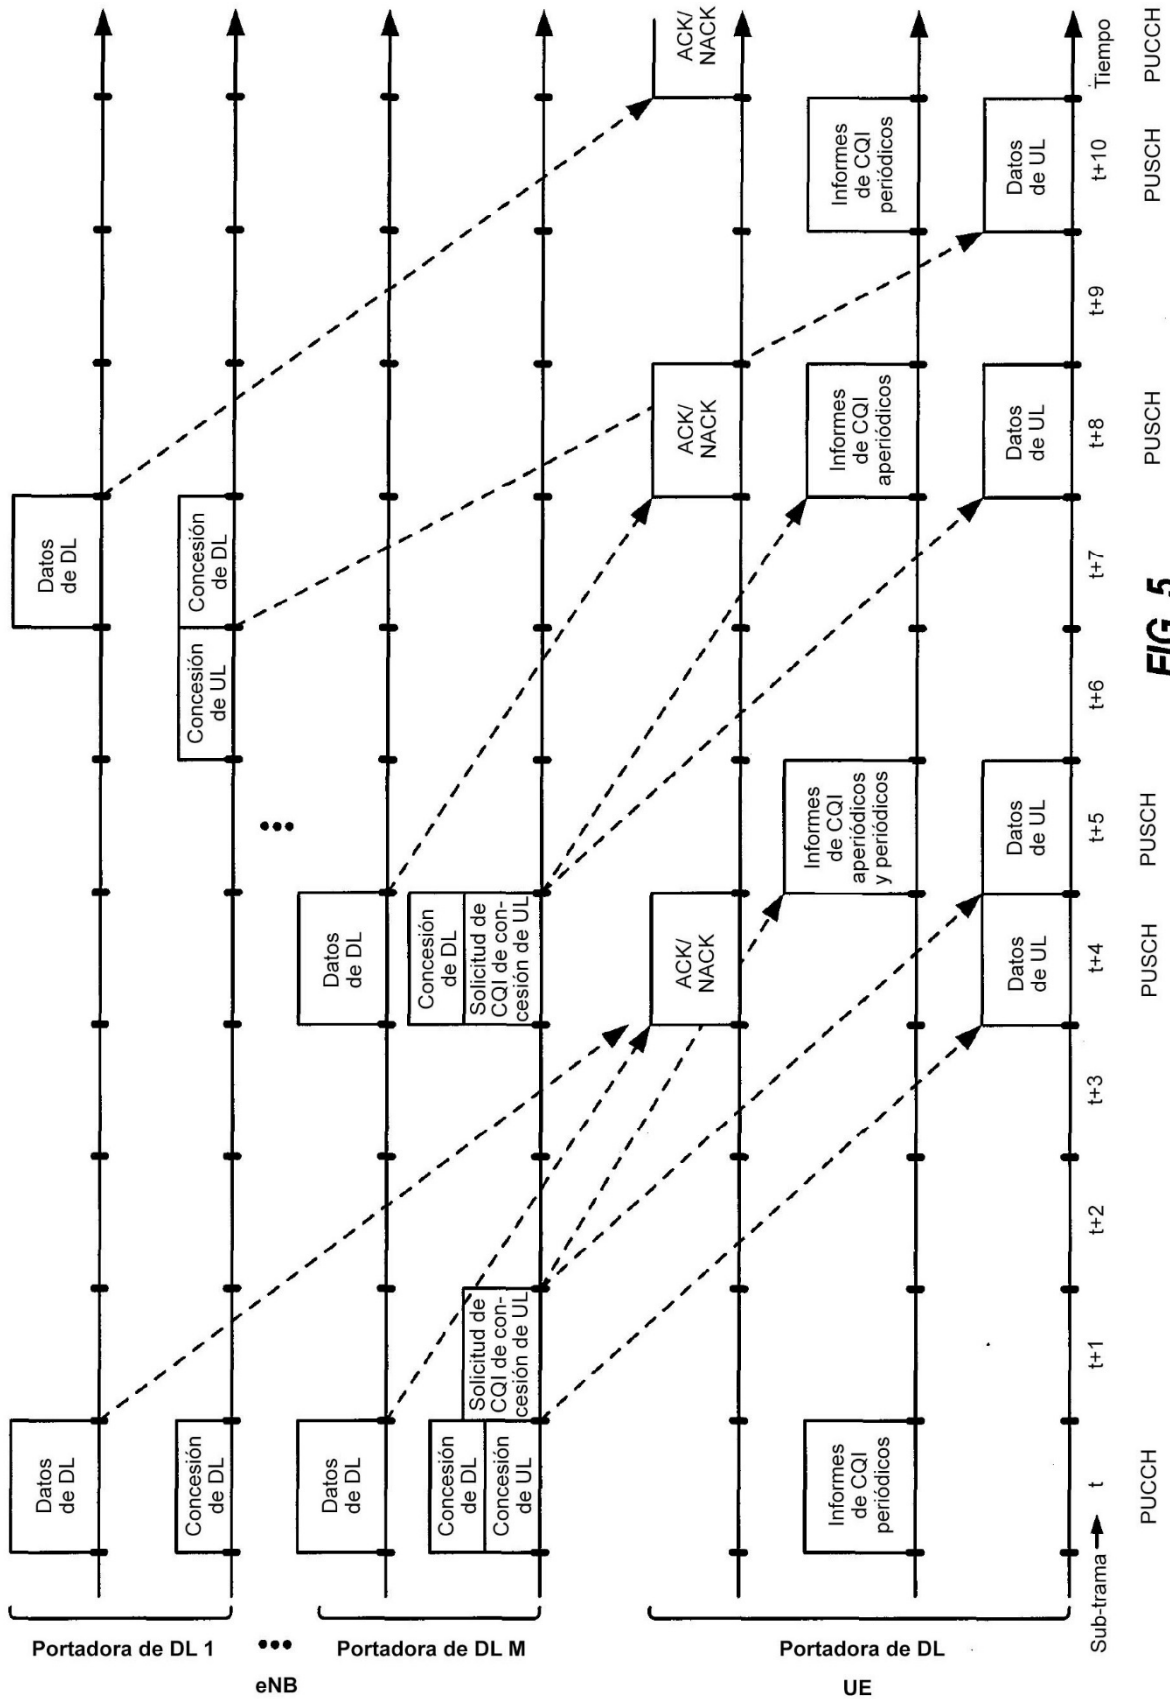 Portadora de DL 1
Datos
de DL
Datos
de DL
Concesión
de DL
Concesión
de UL
Concesión
de DL
•••
•••
eNB
Portadora de DL M
Datos
de DL
Datos
de DL
Concesión
de DL
Concesión
de UL
Solicitud de
CQI de con-
cesión de UL
Concesión
de DL
Solicitud de
CQI de con-
cesión de UL
Portadora de DL
UE
ACK/
NACK
ACK/
NACK
ACK/
NACK
Informes
de CQI
periódicos
Informes
de CQI
aperiódicos
y periódicos
Informes
de CQI
aperiódicos
Informes
de CQI
periódicos
Datos
de UL
Datos
de UL
Datos
de UL
Datos
de UL
Sub-trama t t+1 t+2 t+3 t+4 t+5 t+6 t+7 t+8 t+9 t+10 Tiempo
PUCCH PUSCH PUSCH PUSCH PUSCH PUCCH
FIG. 5